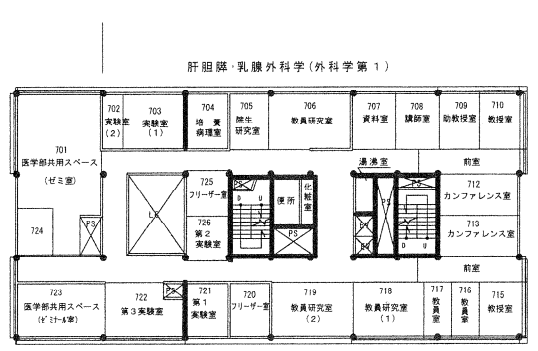 肝胆膵・乳腺外科学(外科学第1)
702
実験室
(2)
703
実験室
(1)
704
培養
病理室
705
院生
研究室
706
教員研究室
707
資料室
708
講師室
709
助教授室
710
教授室
701
医学部共用スペース
(ゼミ室)
724
PS
LC
725
フリーザー室
726
第2
実験室
PS
D U
便所
化粧室
PS
湯沸室
EV
EV
PS
PS
D U
前室
712
カンファレンス室
713
カンファレンス室
前室
723
医学部共用スペース
(ゼミナール室)
722
第3実験室
PS
721
第1
実験室
720
フリーザー室
719
教員研究室
(2)
718
教員研究室
(1)
717
教員室
716
教員室
715
教授室